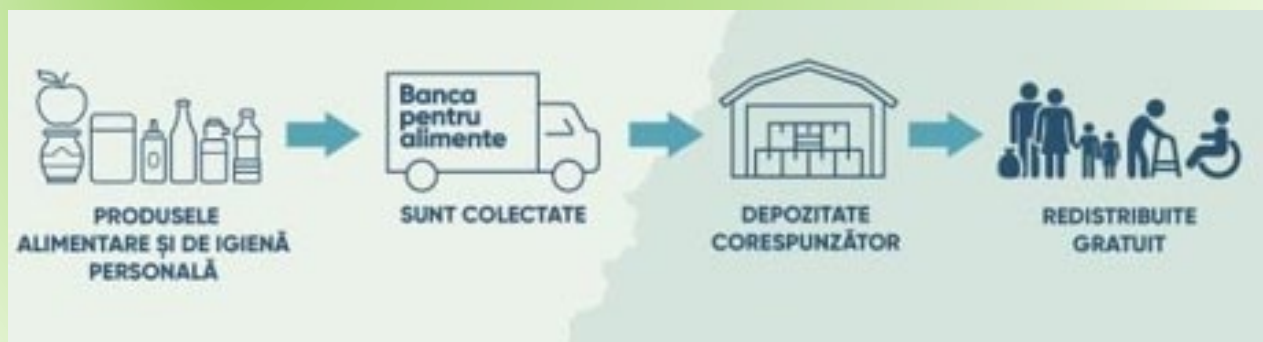 Banca
pentru
alimente
PRODUSELE
ALIMENTARE ȘI DE IGIENĂ
PERSONALĂ
SUNT COLECTATE
DEPOZITATE
CORESPUNZĂTOR
REDISTRIBUITE
GRATUIT